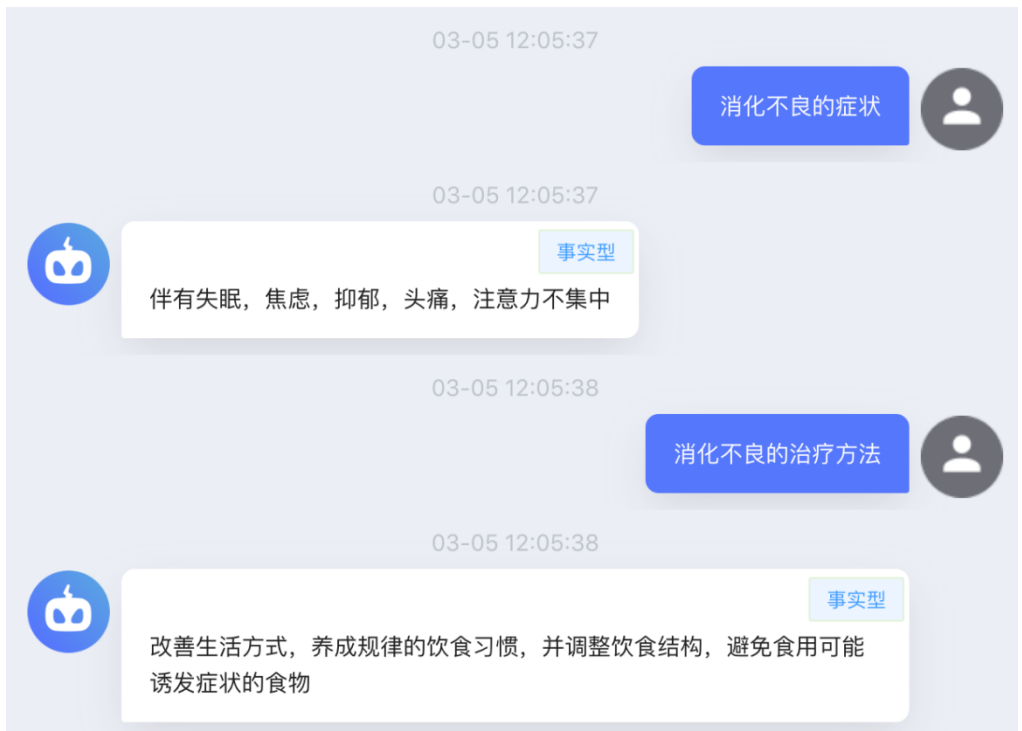 03-05 12:05:37
消化不良的症状
03-05 12:05:37
事实型
伴有失眠，焦虑，抑郁，头痛，注意力不集中
03-05 12:05:38
消化不良的治疗方法
03-05 12:05:38
事实型
改善生活方式，养成规律的饮食习惯，并调整饮食结构，避免食用可能
诱发症状的食物